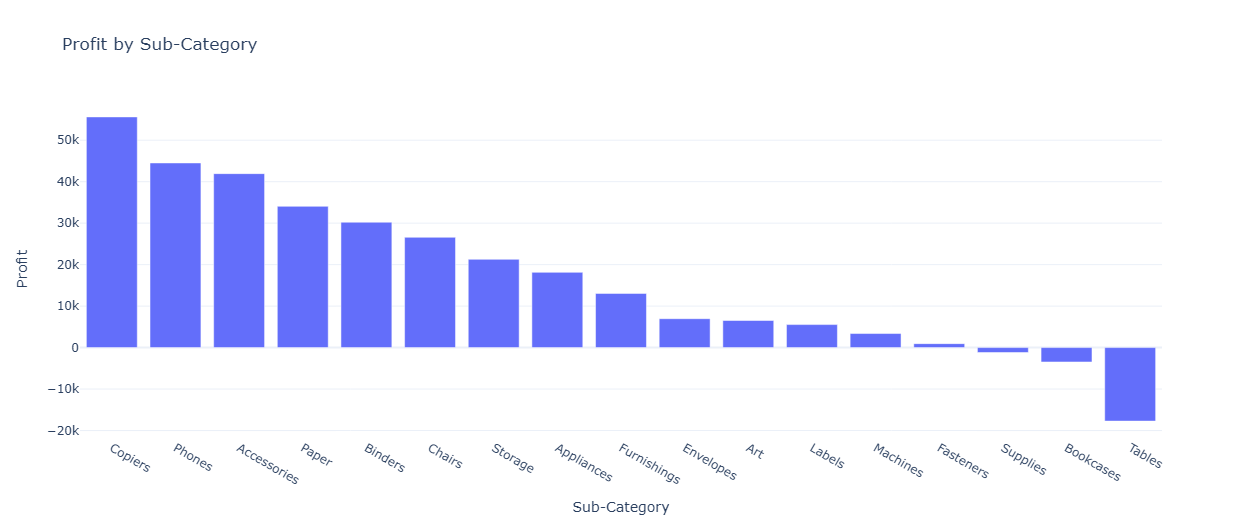 Profit by Sub-Category
Profit
50k
40k
30k
20k
10k
0
−10k
−20k
Copiers
Phones
Accessories
Paper
Binders
Chairs
Storage
Appliances
Furnishings
Envelopes
Art
Labels
Machines
Fasteners
Supplies
Bookcases
Tables
Sub-Category